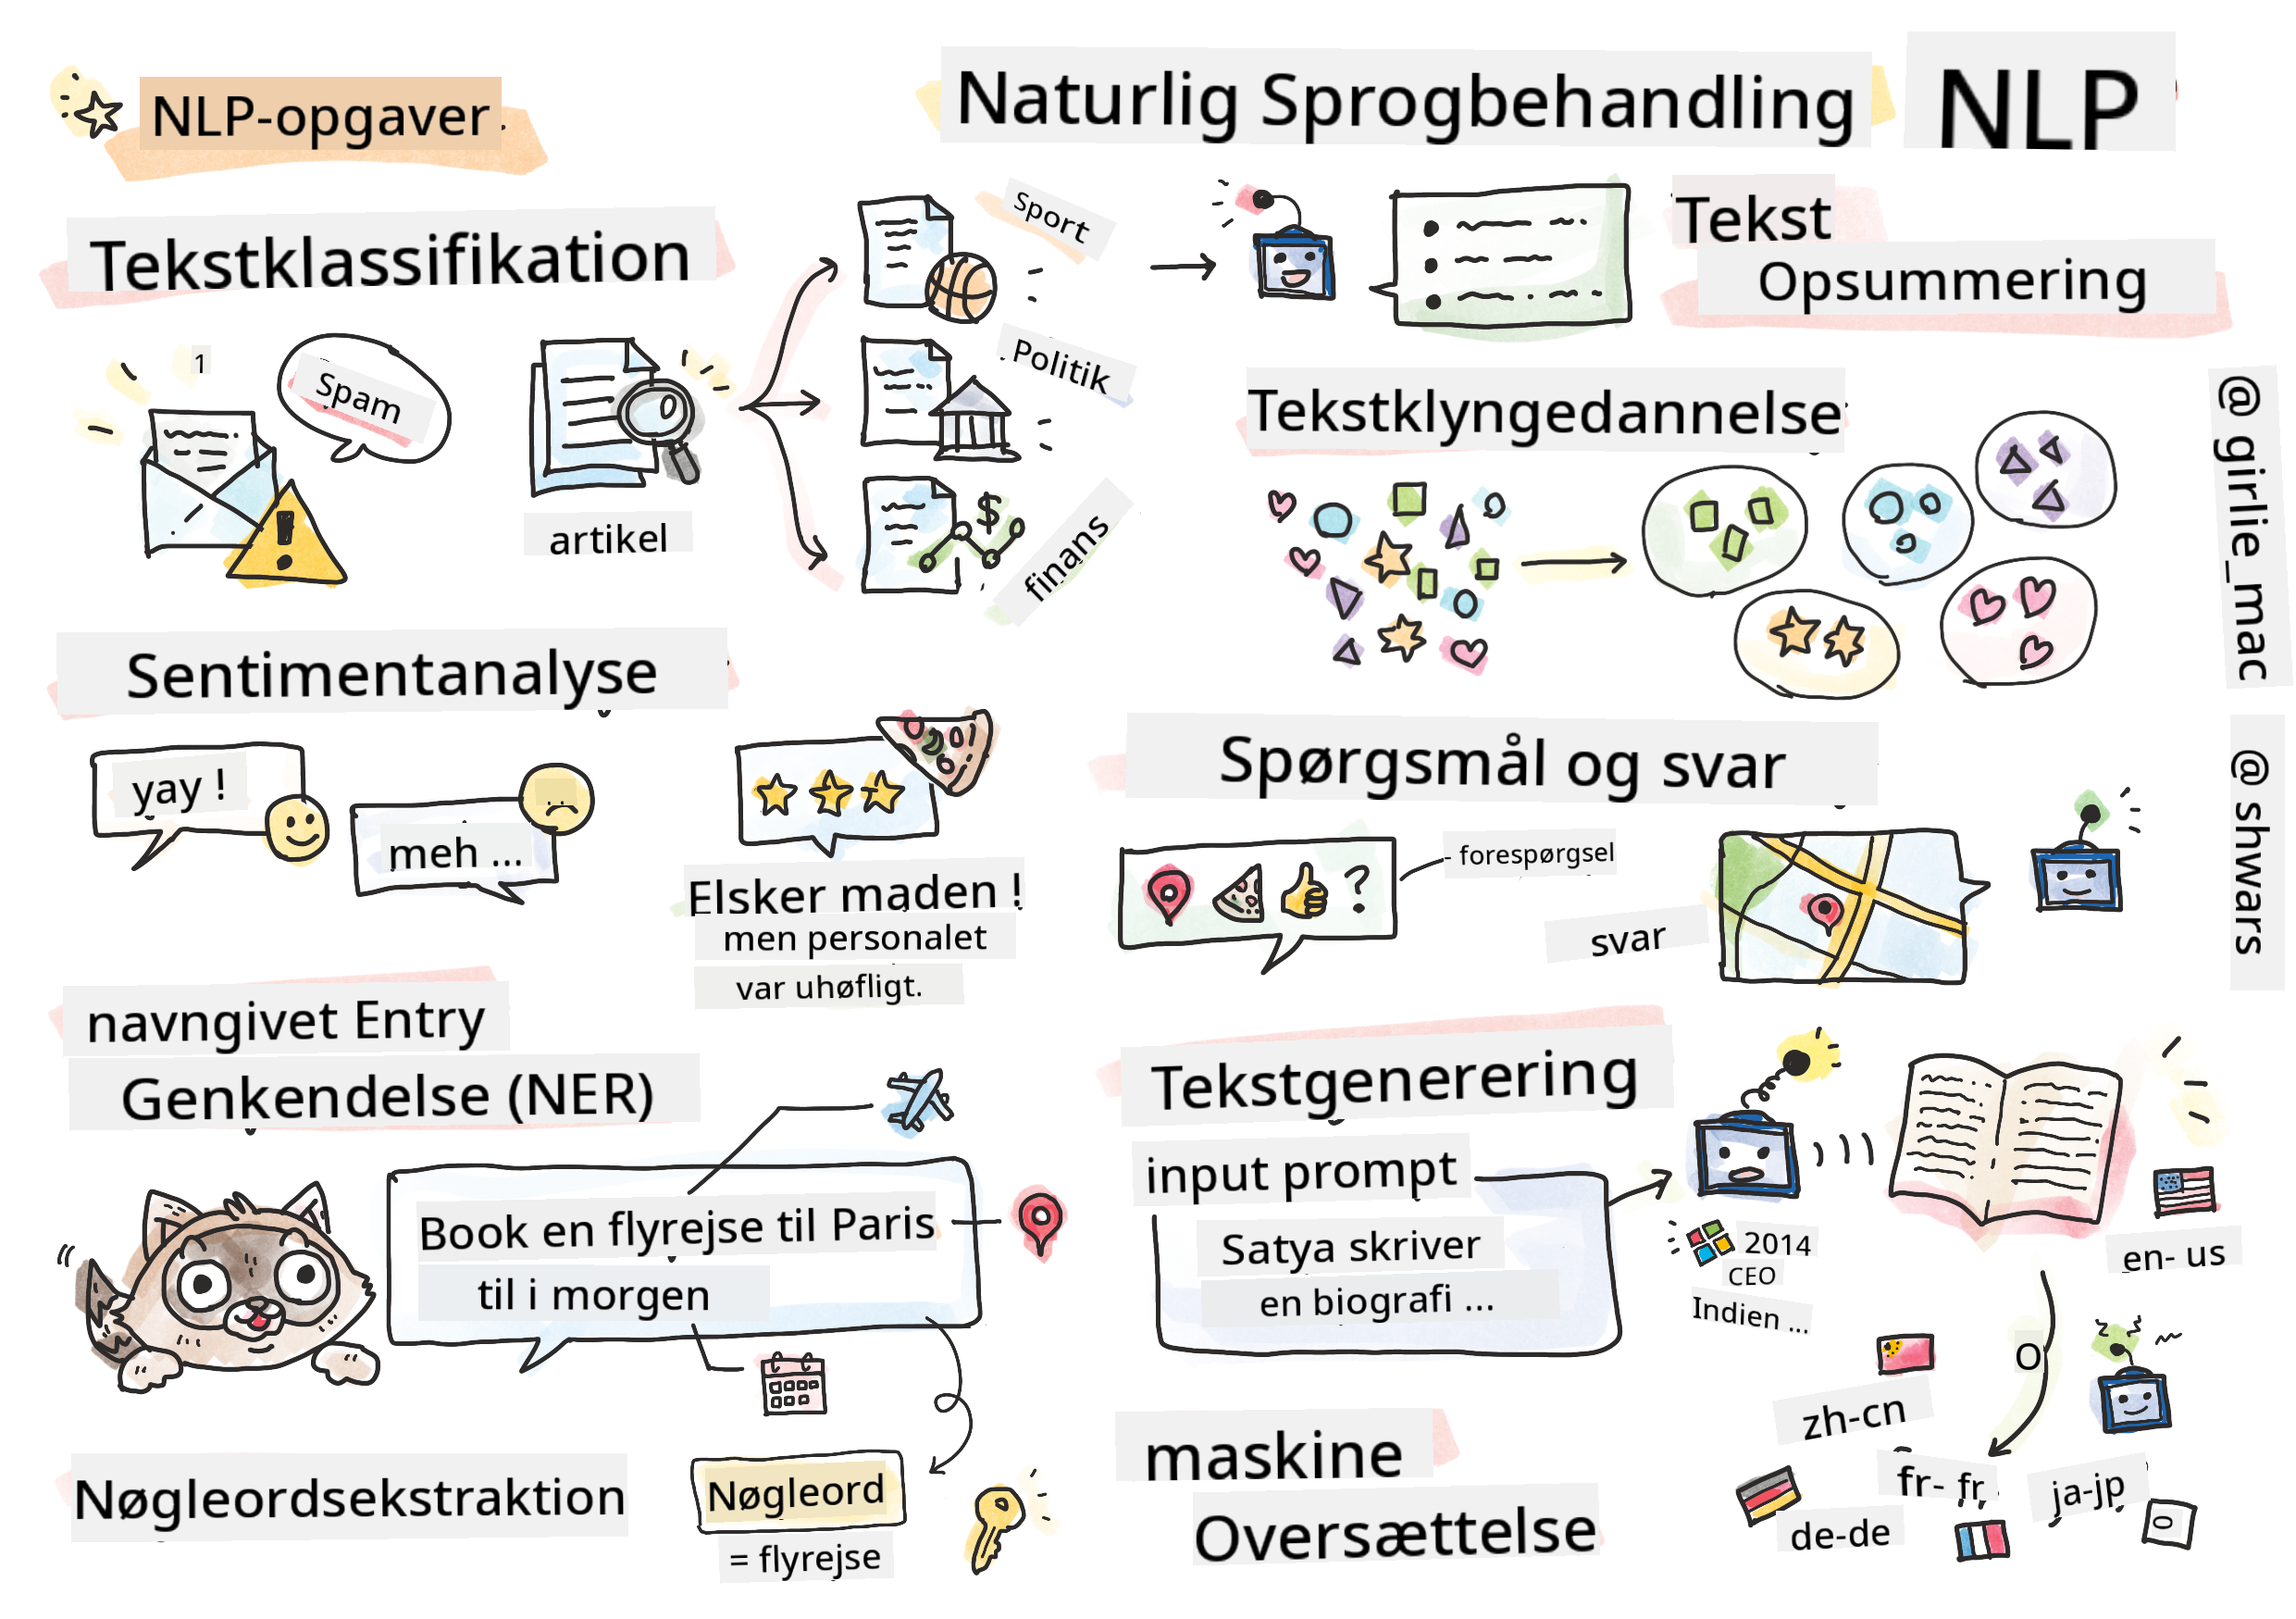 NLP-opgaver
Naturlig Sprogbehandling NLP
Tekstklassifikation
1
Spam
artikel
Sport
Politik
finans
Tekst
Opsummering
Tekstklyngedannelse
@ girlie_mac
@ shwars
Sentimentanalyse
yay !
meh ...
Elsker maden !
men personalet
var uhøfligt.
Spørgsmål og svar
?
- forespørgsel
svar
navngivet Entry
Genkendelse (NER)
Book en flyrejse til Paris
til i morgen
Nøgleordsekstraktion
Nøgleord
= flyrejse
Tekstgenerering
input prompt
Satya skriver
en biografi ...
2014
CEO
Indien ...
en- us
O
zh-cn
fr- fr
ja-jp
de-de
0
maskine
Oversættelse